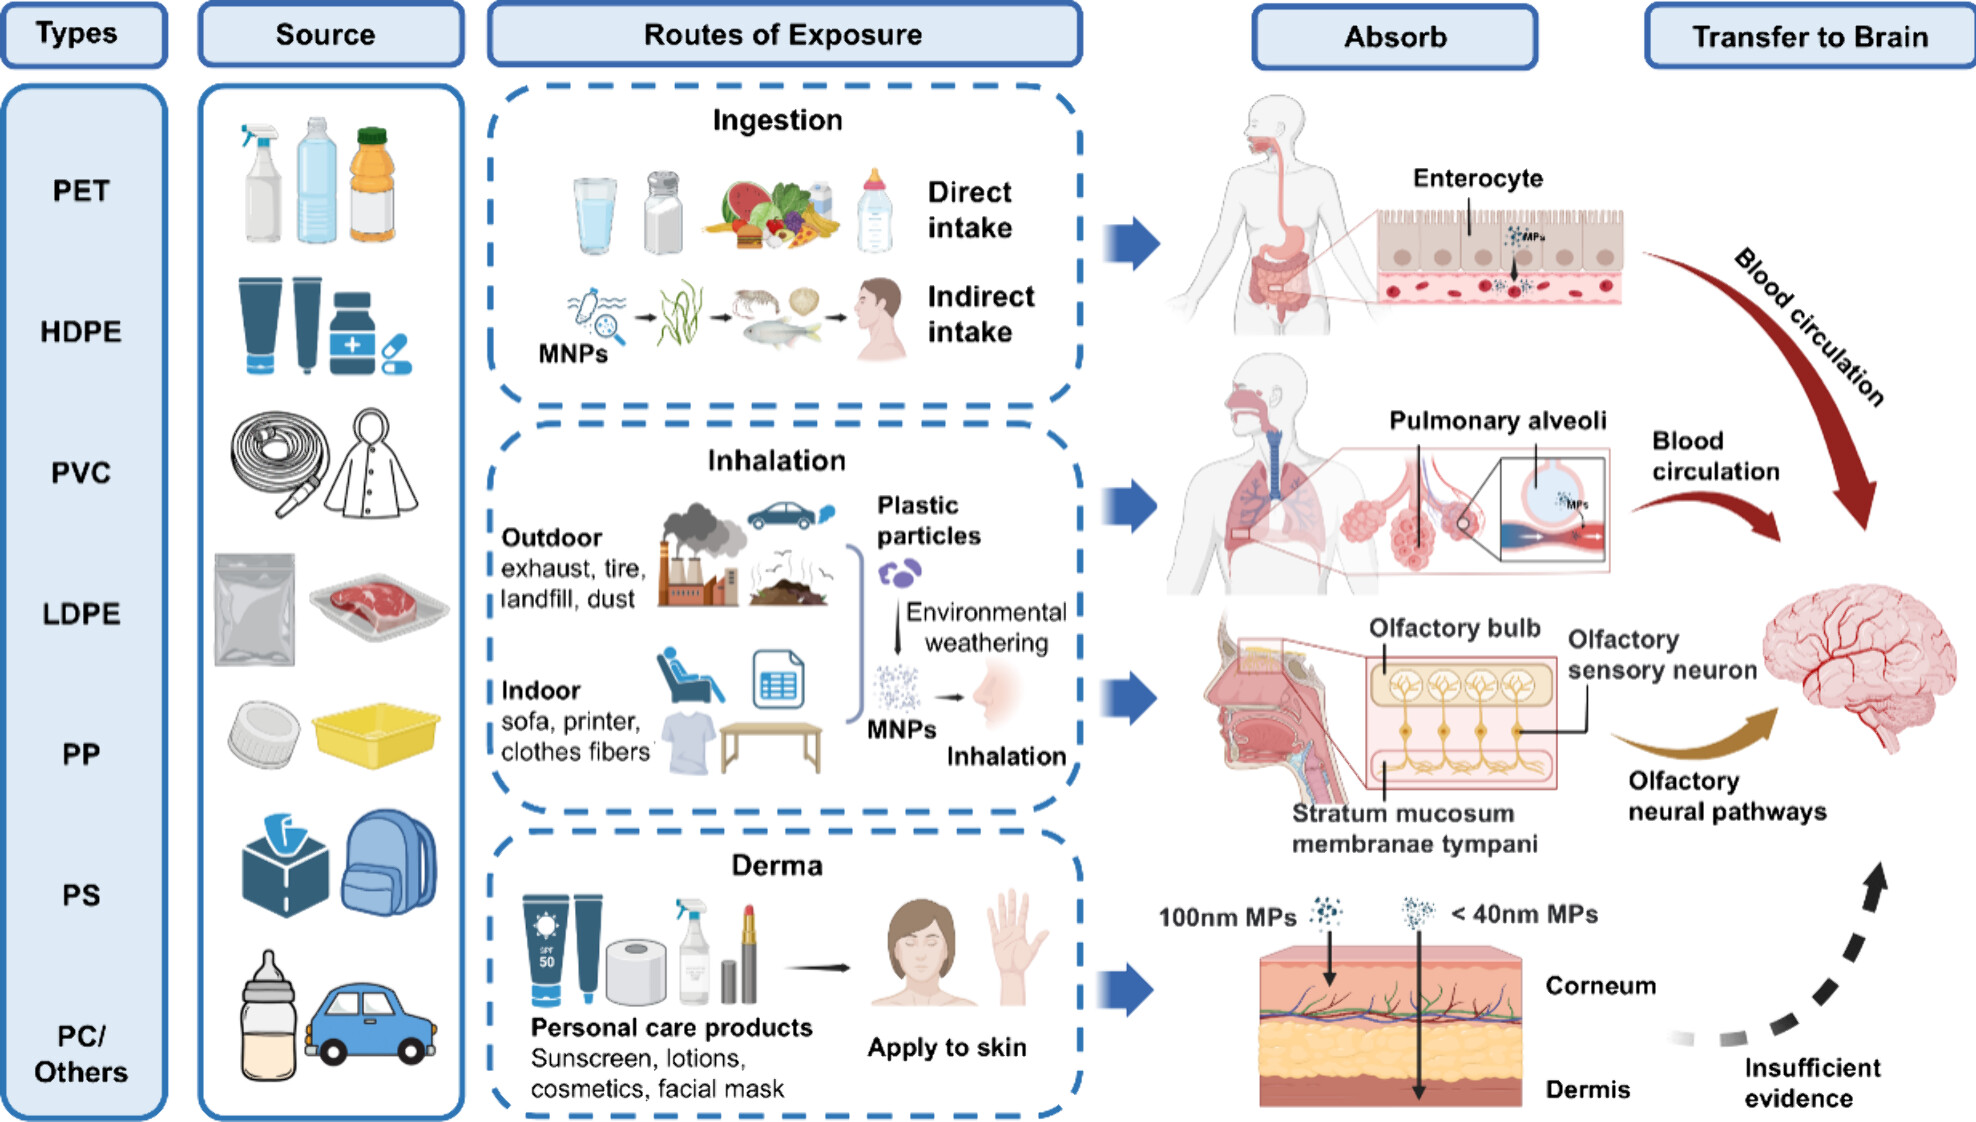 Types
Source
Routes of Exposure
Absorb
Transfer to Brain
PET
HDPE
PVC
LDPE
PP
PS
PC/
Others
Ingestion
Direct
intake
MNPs
Indirect
intake
Inhalation
Outdoor
exhaust, tire,
landfill, dust
Indoor
sofa, printer,
clothes fibers
Plastic
particles
Environmental
weathering
MNPs
Inhalation
Derma
SPF
50
Personal care products
Sunscreen, lotions,
cosmetics, facial mask
Apply to skin
Enterocyte
MPs
Blood circulation
Pulmonary alveoli
MPs
Blood
circulation
Olfactory bulb
Olfactory
sensory neuron
Stratum mucosum
membranae tympani
Olfactory
neural pathways
100nm MPs
< 40nm MPs
Corneum
Dermis
Insufficient
evidence